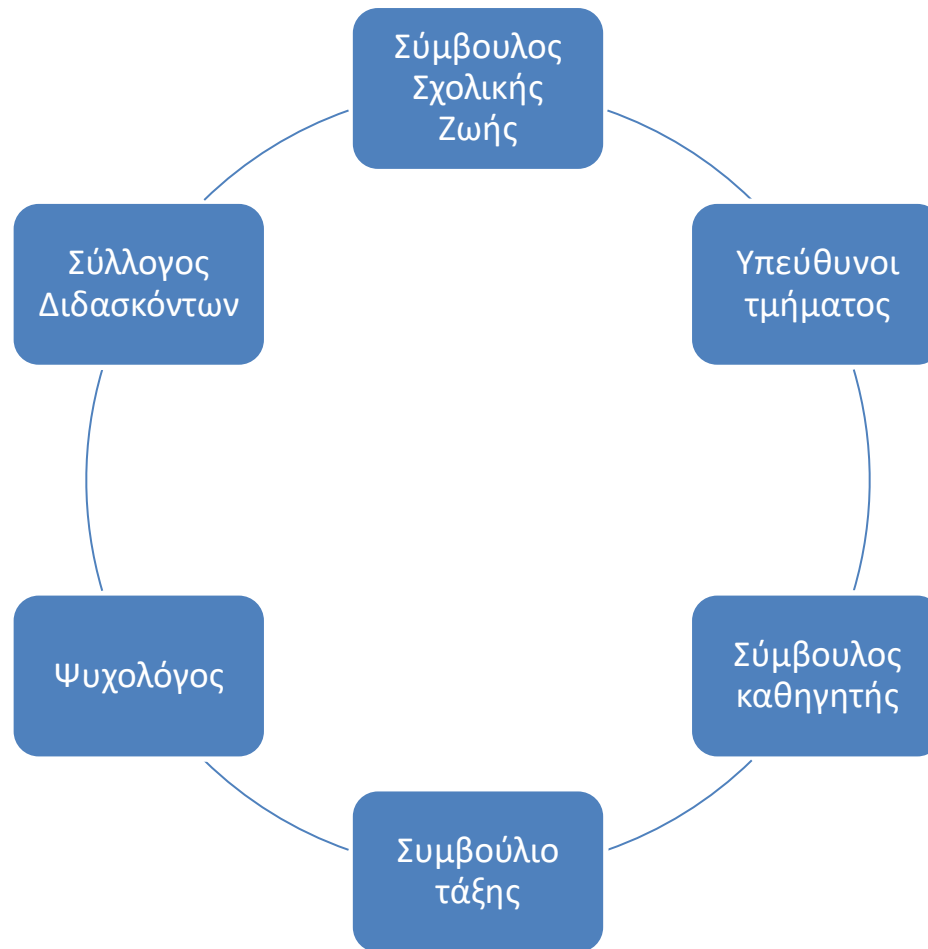 Σύμβουλος
Σχολικής
Ζωής
Υπεύθυνοι
τμήματος
Σύμβουλος
καθηγητής
Συμβούλιο
τάξης
Ψυχολόγος
Σύλλογος
Διδασκόντων